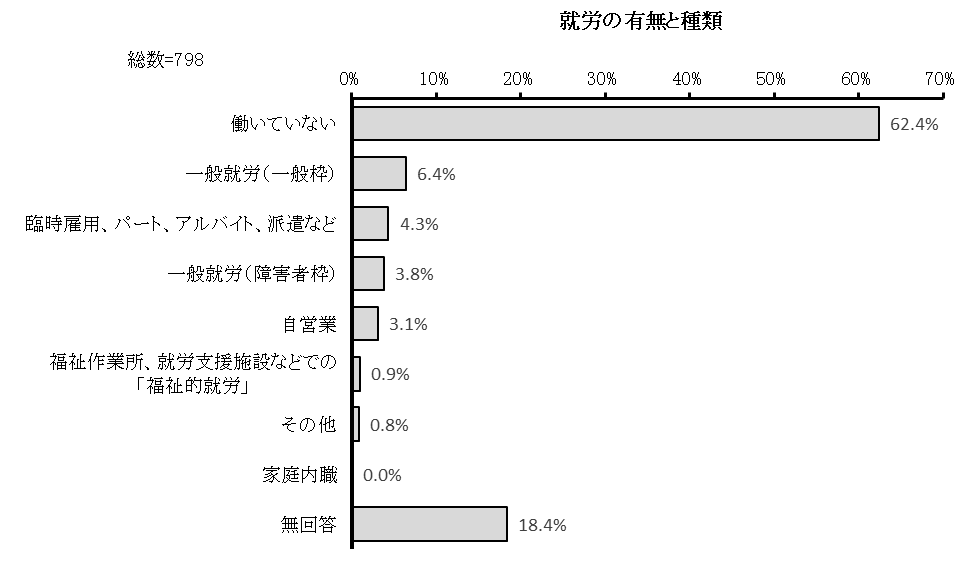 就労の有無と種類
総数=798
0% 10% 20% 30% 40% 50% 60% 70%
働いていない 62.4%
一般就労（一般枠） 6.4%
臨時雇用、パート、アルバイト、派遣など 4.3%
一般就労（障害者枠） 3.8%
自営業 3.1%
福祉作業所、就労支援施設などでの
「福祉的就労」 0.9%
その他 0.8%
家庭内職 0.0%
無回答 18.4%